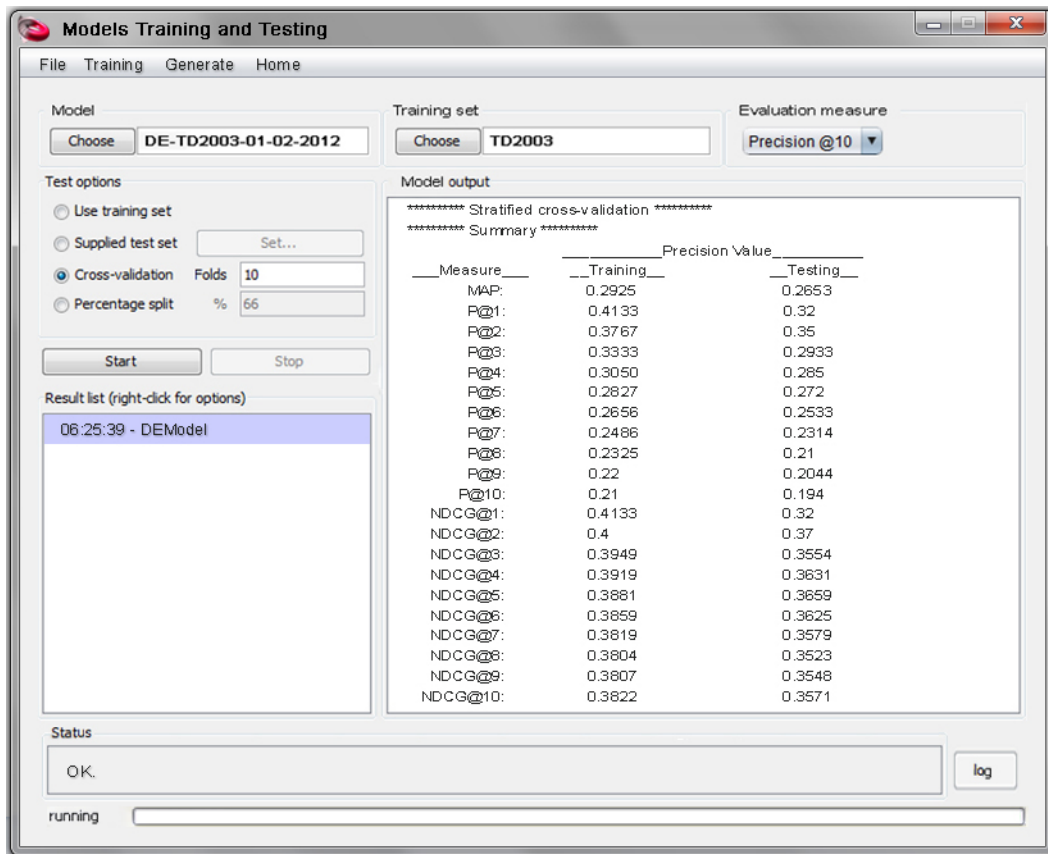 Models Training and Testing
File Training Generate Home
Model
Choose DE-TD2003-01-02-2012
Training set
Choose TD2003
Evaluation measure
Precision @10
Test options
Use training set
Supplied test set Set...
Cross-validation Folds 10
Percentage split % 66
Start Stop
Result list (right-click for options)
06:25:39 - DEModel
Model output
********** Stratified cross-validation **********
********** Summary **********
____________Precision Value___________
___Measure___ __Training__ __Testing__
MAP: 0.2925 0.2653
P@1: 0.4133 0.32
P@2: 0.3767 0.35
P@3: 0.3333 0.2933
P@4: 0.3050 0.285
P@5: 0.2827 0.272
P@6: 0.2656 0.2533
P@7: 0.2486 0.2314
P@8: 0.2325 0.21
P@9: 0.22 0.2044
P@10: 0.21 0.194
NDCG@1: 0.4133 0.32
NDCG@2: 0.4 0.37
NDCG@3: 0.3949 0.3554
NDCG@4: 0.3919 0.3631
NDCG@5: 0.3881 0.3659
NDCG@6: 0.3859 0.3625
NDCG@7: 0.3819 0.3579
NDCG@8: 0.3804 0.3523
NDCG@9: 0.3807 0.3548
NDCG@10: 0.3822 0.3571
Status
OK.
log
running